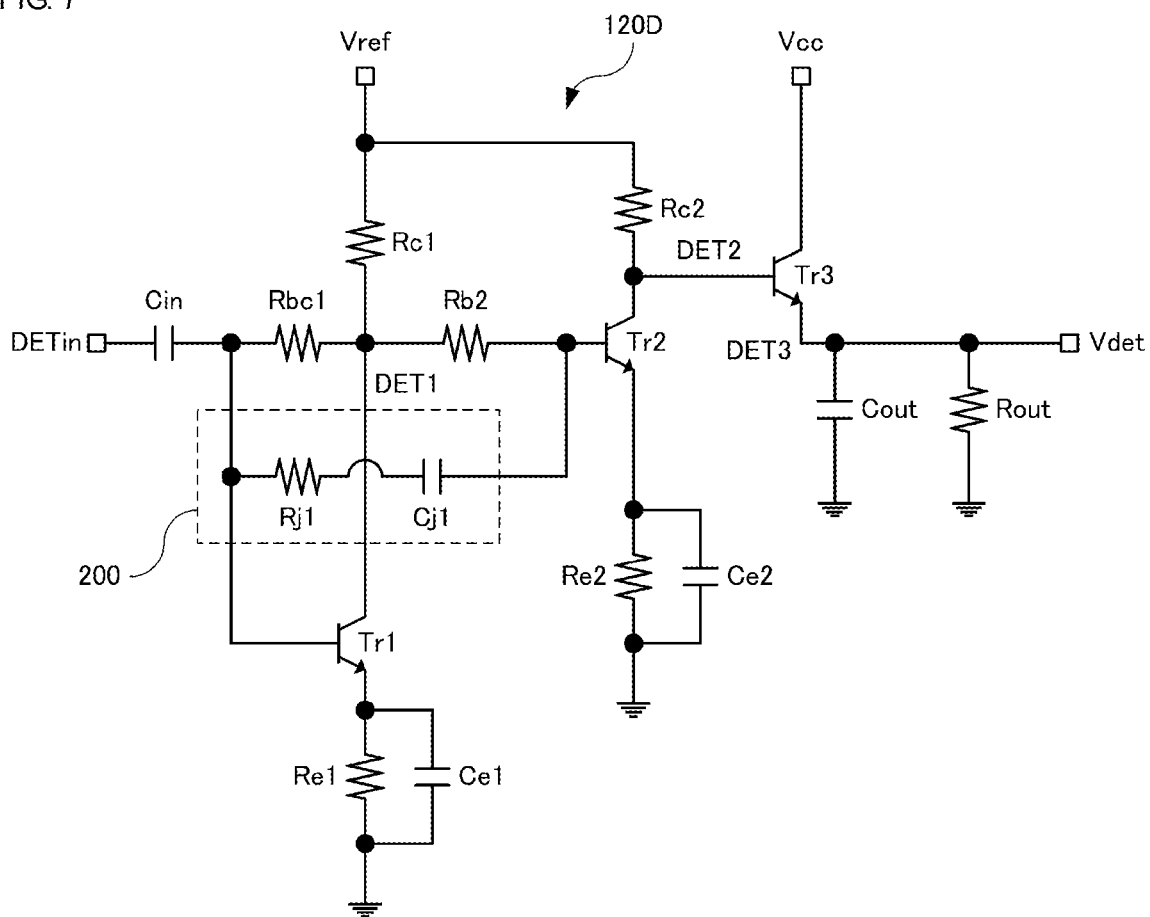 FIG. 7
120D
Vref
Vcc
Rc1
Rc2
DET2
Tr3
Cin
Rbc1
Rb2
DETin
Tr2
DET3
Vdet
DET1
Cout
Rout
Rj1
Cj1
200
Re2
Ce2
Tr1
Re1
Ce1